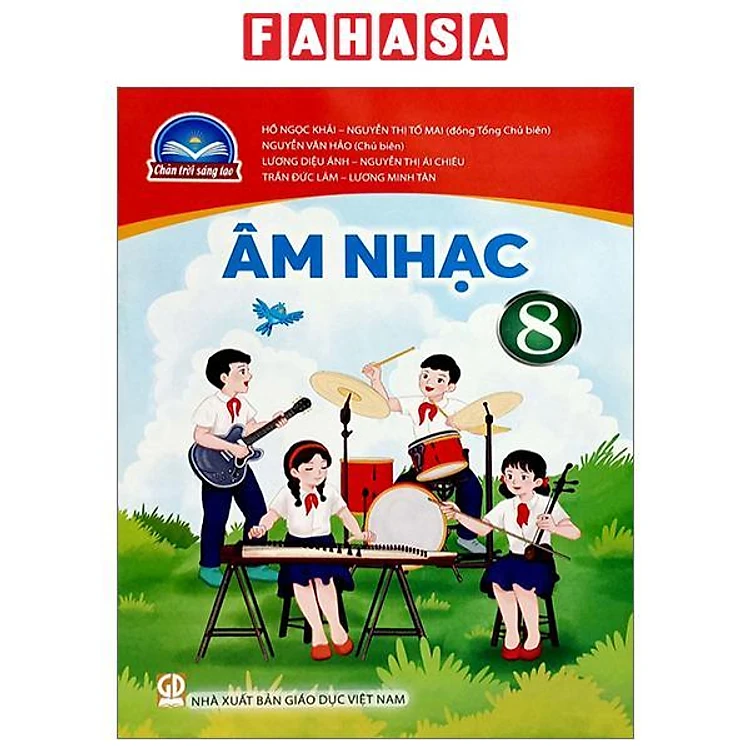 FAHASA
HỒ NGỌC KHẢI – NGUYỄN THỊ TỐ MAI (đồng Tổng Chủ biên)
NGUYỄN VĂN HẢO (Chủ biên)
LƯƠNG DIỆU ÁNH – NGUYỄN THỊ ÁI CHIÊU
TRẦN ĐỨC LÂM – LƯƠNG MINH TÂN
Chân trời sáng tạo
ÂM NHẠC
8
GD
NHÀ XUẤT BẢN GIÁO DỤC VIỆT NAM